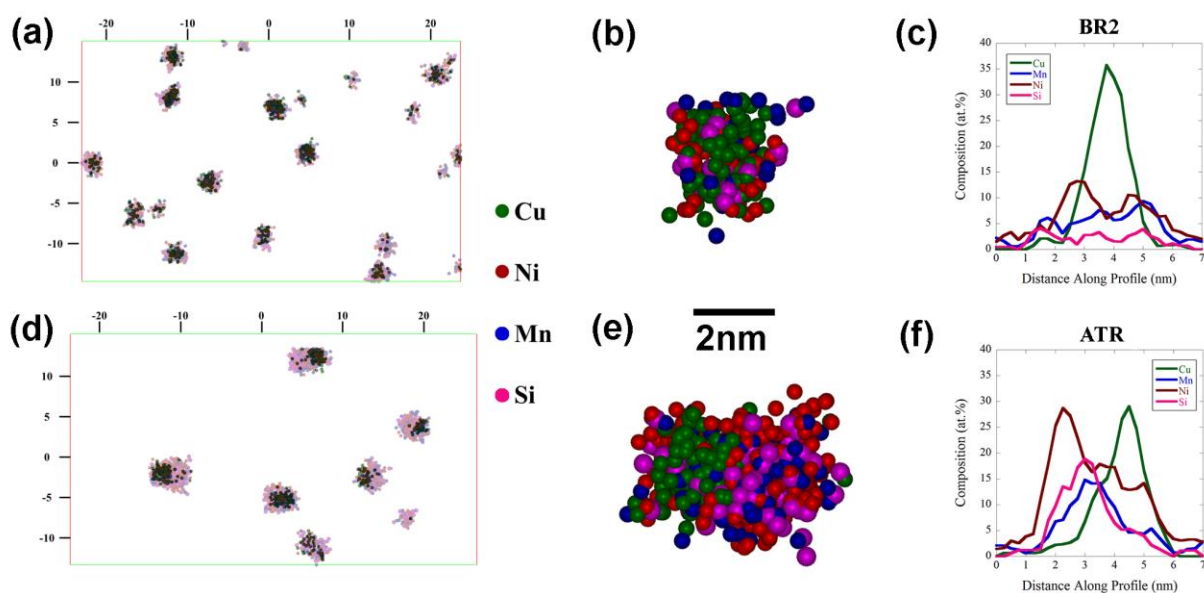 (a)
-20 -10 0 10 20
10
5
0
-5
-10
(b)
(c)
BR2
40
35
30
25
20
15
10
5
0
Composition (at.%)
Cu
Mn
Ni
Si
0 1 2 3 4 5 6 7
Distance Along Profile (nm)
Cu
Ni
Mn
Si
(d)
-20 -10 0 10 20
10
5
0
-5
-10
2nm
(e)
(f)
ATR
40
35
30
25
20
15
10
5
0
Composition (at.%)
Cu
Mn
Ni
Si
0 1 2 3 4 5 6 7
Distance Along Profile (nm)